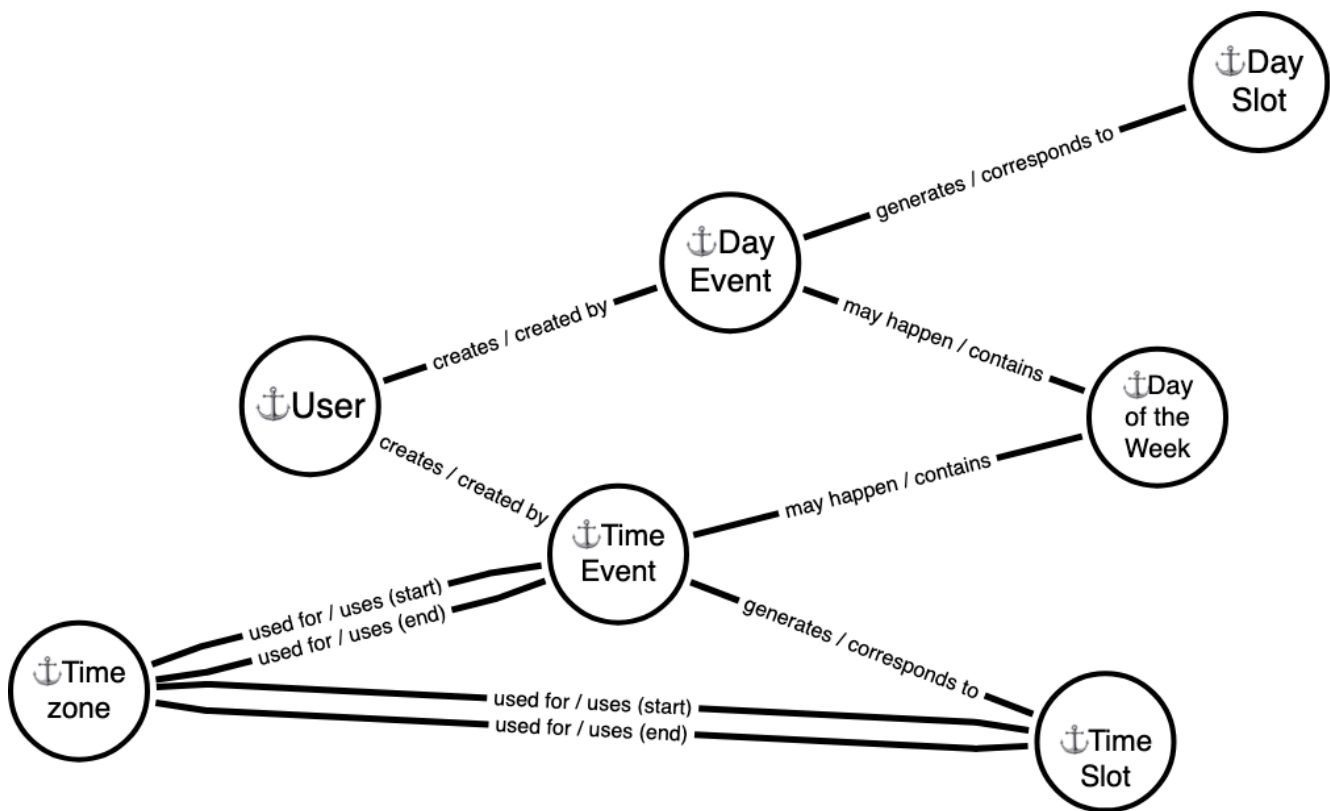 ⚓Day
Slot
generates / corresponds to
⚓Day
Event
creates / created by
may happen / contains
⚓User
⚓Day
of the
Week
creates / created by
may happen / contains
⚓Time
Event
used for / uses (start)
used for / uses (end)
generates / corresponds to
⚓Time
zone
used for / uses (start)
used for / uses (end)
⚓Time
Slot